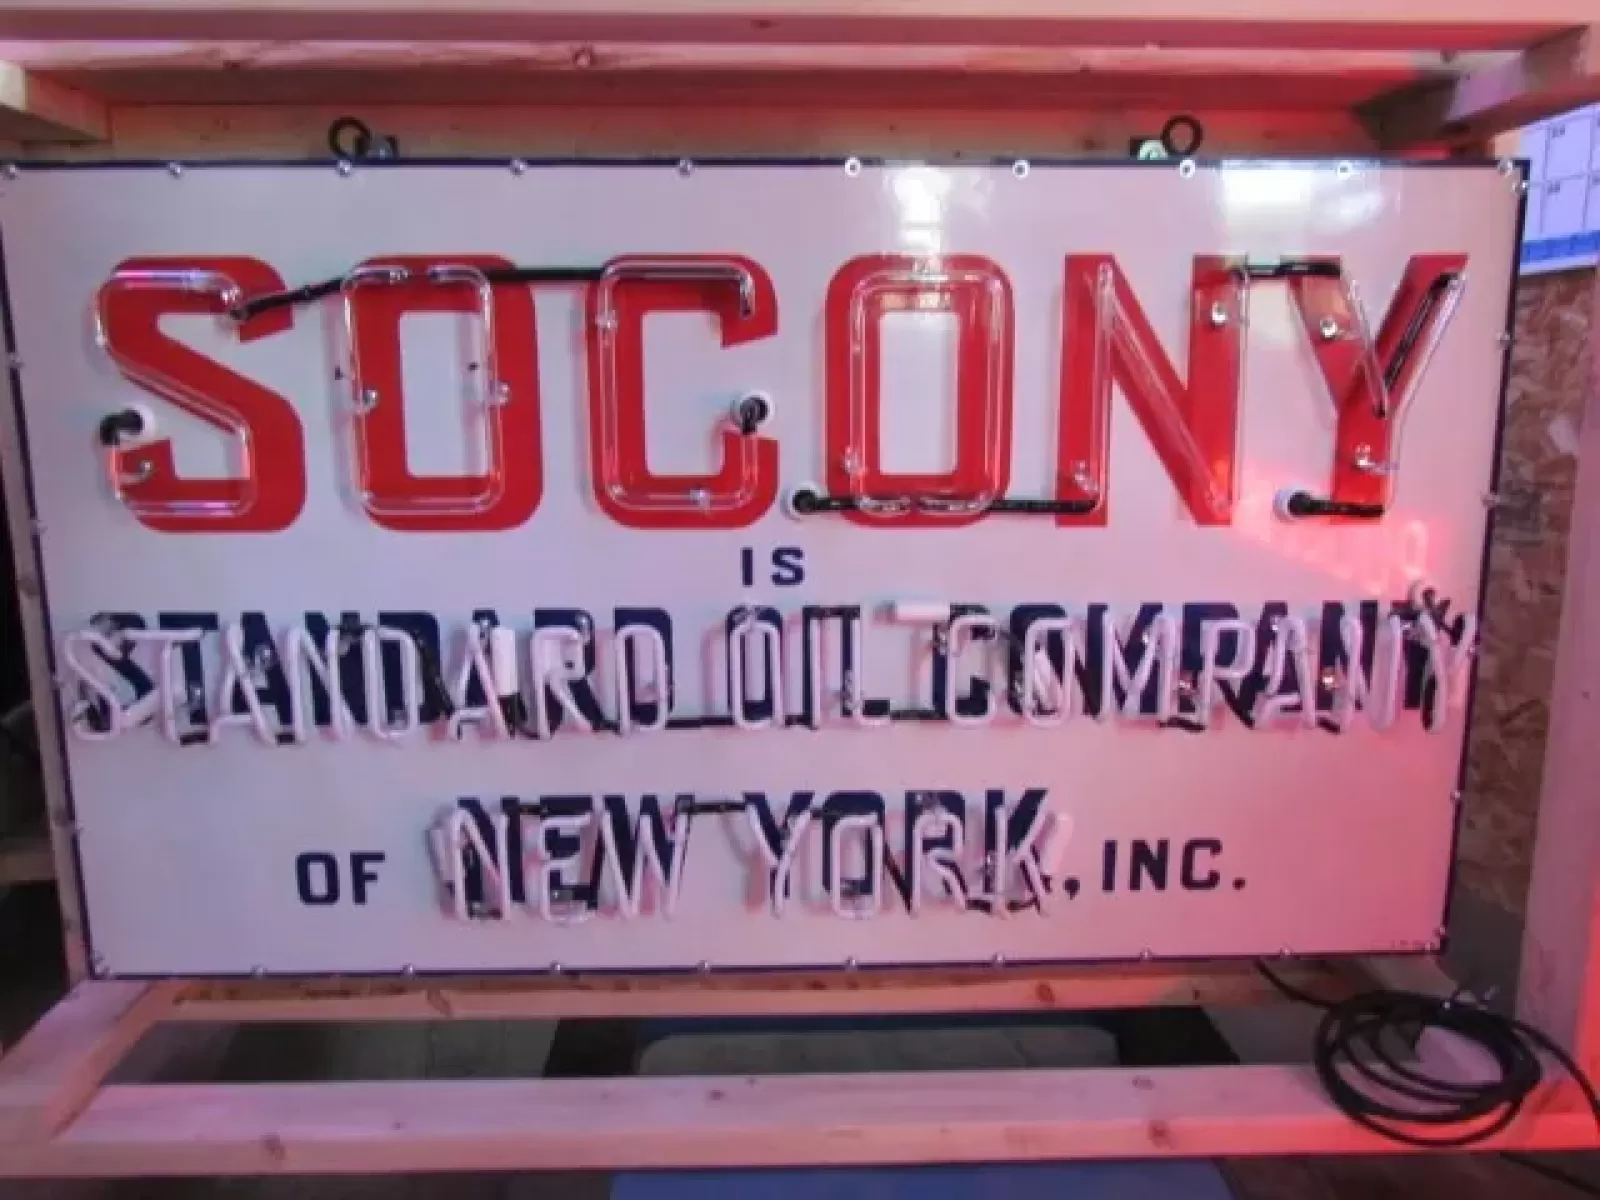 SOCONY
IS
STANDARD OIL COMPANY
OF NEW YORK, INC.